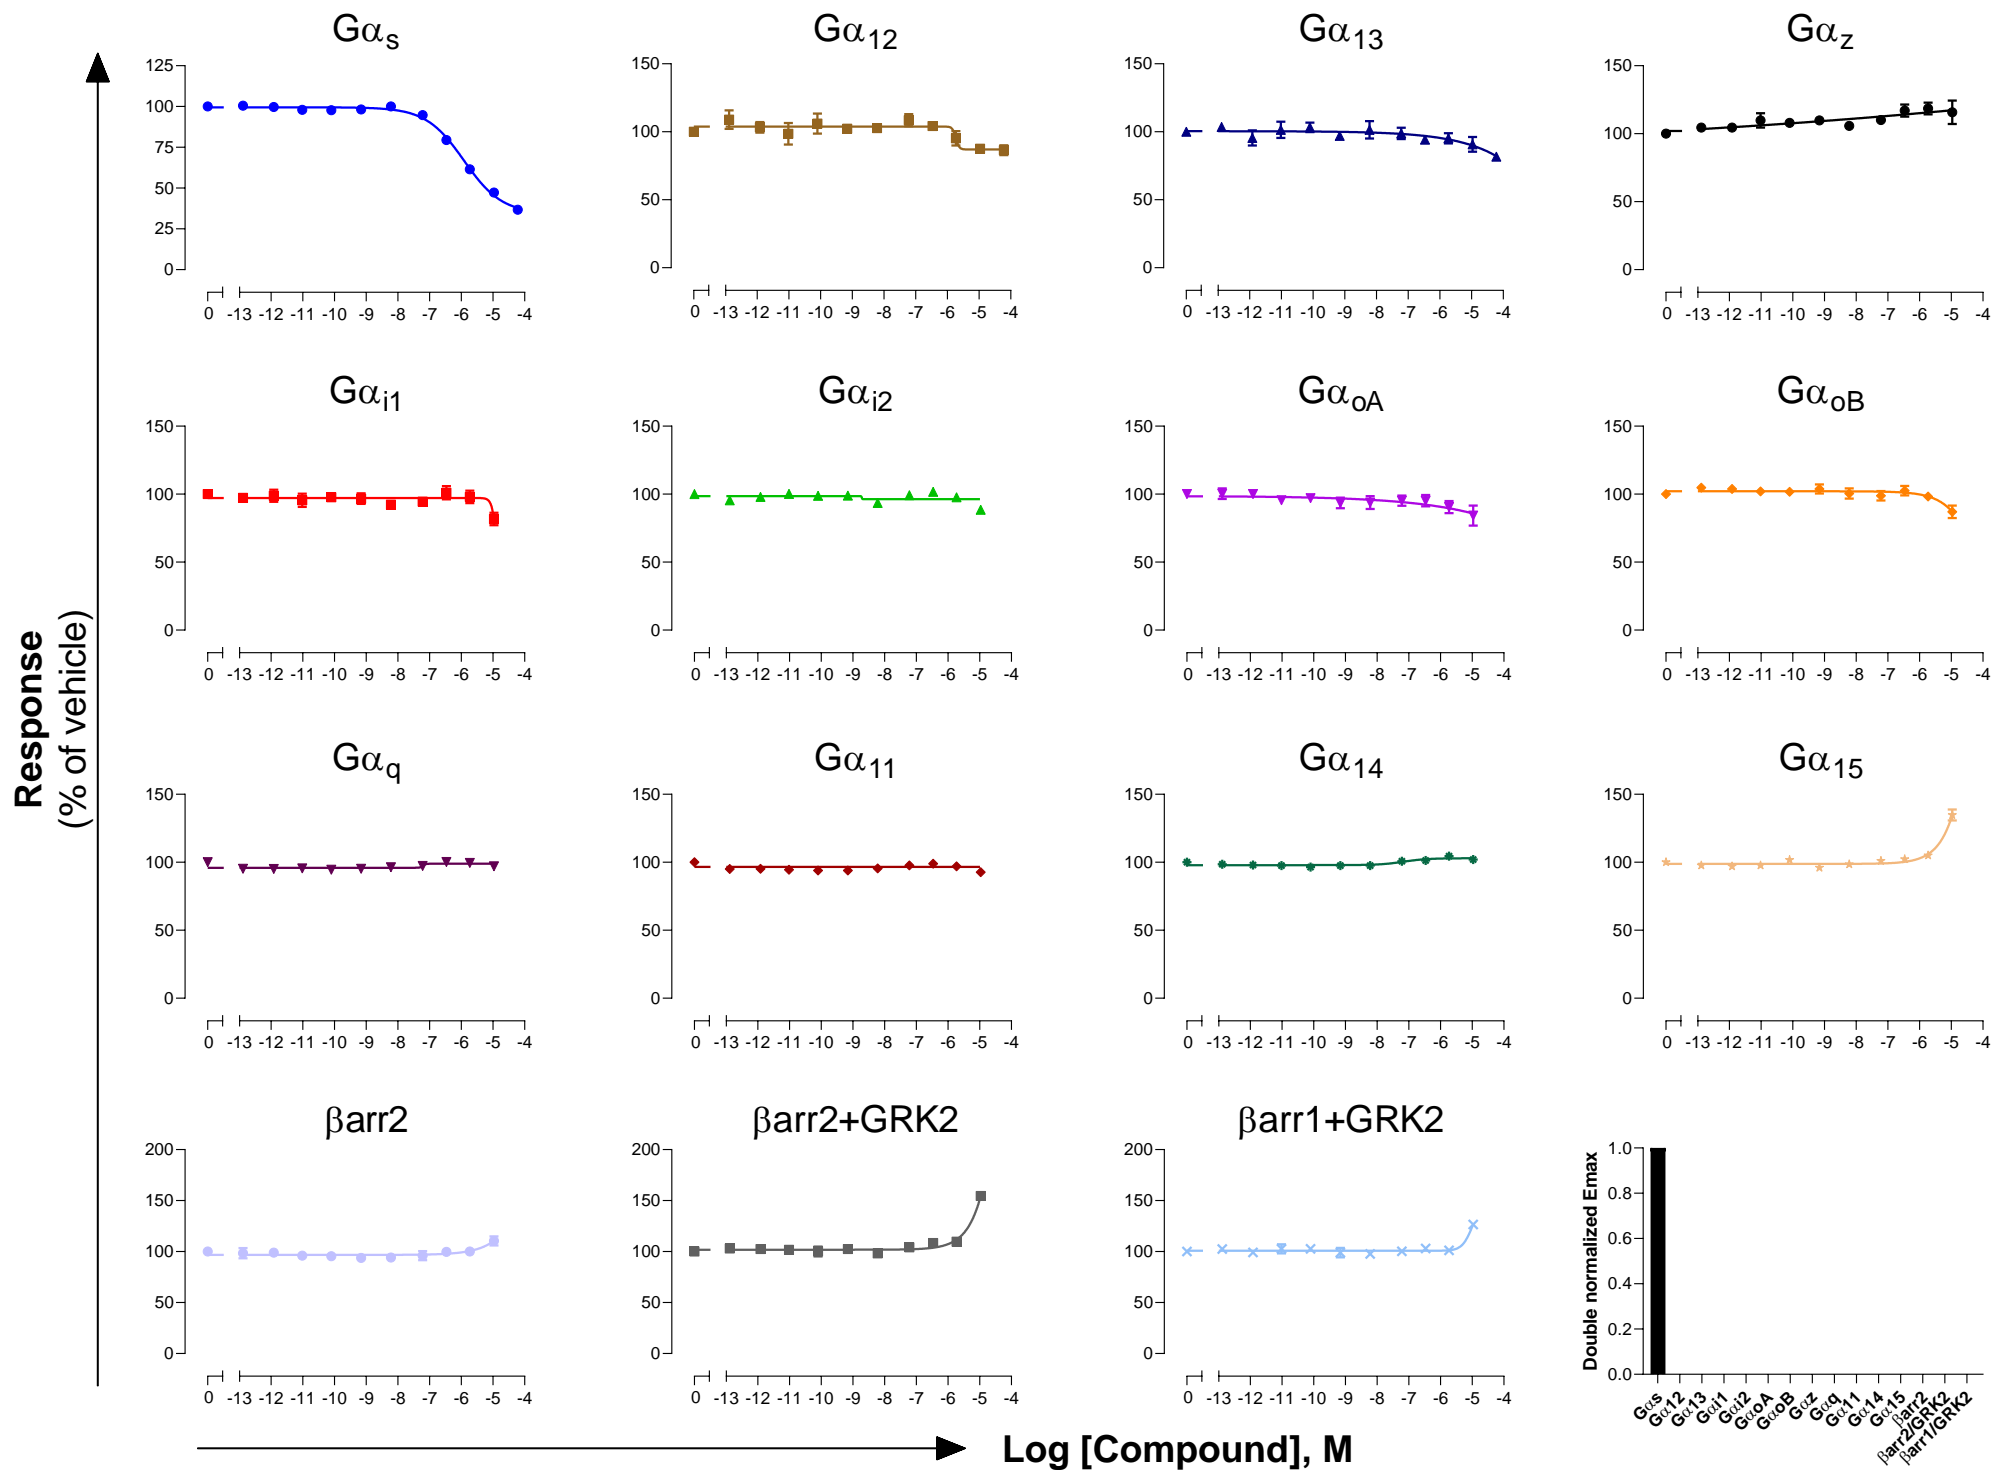 Gαs
Gα12
Gα13
Gαz
125
100
75
50
25
0
0 -13 -12 -11 -10 -9 -8 -7 -6 -5 -4
150
100
50
0
0 -13 -12 -11 -10 -9 -8 -7 -6 -5 -4
150
100
50
0
0 -13 -12 -11 -10 -9 -8 -7 -6 -5 -4
150
100
50
0
0 -13 -12 -11 -10 -9 -8 -7 -6 -5 -4
Gαi1
Gαi2
GαoA
GαoB
150
100
50
0
0 -13 -12 -11 -10 -9 -8 -7 -6 -5 -4
150
100
50
0
0 -13 -12 -11 -10 -9 -8 -7 -6 -5 -4
150
100
50
0
0 -13 -12 -11 -10 -9 -8 -7 -6 -5 -4
150
100
50
0
0 -13 -12 -11 -10 -9 -8 -7 -6 -5 -4
Response
(% of vehicle)
Gαq
Gα11
Gα14
Gα15
150
100
50
0
0 -13 -12 -11 -10 -9 -8 -7 -6 -5 -4
150
100
50
0
0 -13 -12 -11 -10 -9 -8 -7 -6 -5 -4
150
100
50
0
0 -13 -12 -11 -10 -9 -8 -7 -6 -5 -4
150
100
50
0
0 -13 -12 -11 -10 -9 -8 -7 -6 -5 -4
βarr2
βarr2+GRK2
βarr1+GRK2
200
150
100
50
0
0 -13 -12 -11 -10 -9 -8 -7 -6 -5 -4
200
150
100
50
0
0 -13 -12 -11 -10 -9 -8 -7 -6 -5 -4
200
150
100
50
0
0 -13 -12 -11 -10 -9 -8 -7 -6 -5 -4
Double normalized Emax
1.0
0.8
0.6
0.4
0.2
0.0
Gαs
Gα12
Gα13
Gαi1
Gαi2
GαoA
GαoB
Gαz
Gαq
Gα11
Gα14
Gα15
βarr2
βarr2/GRK2
βarr1/GRK2
Log [Compound], M